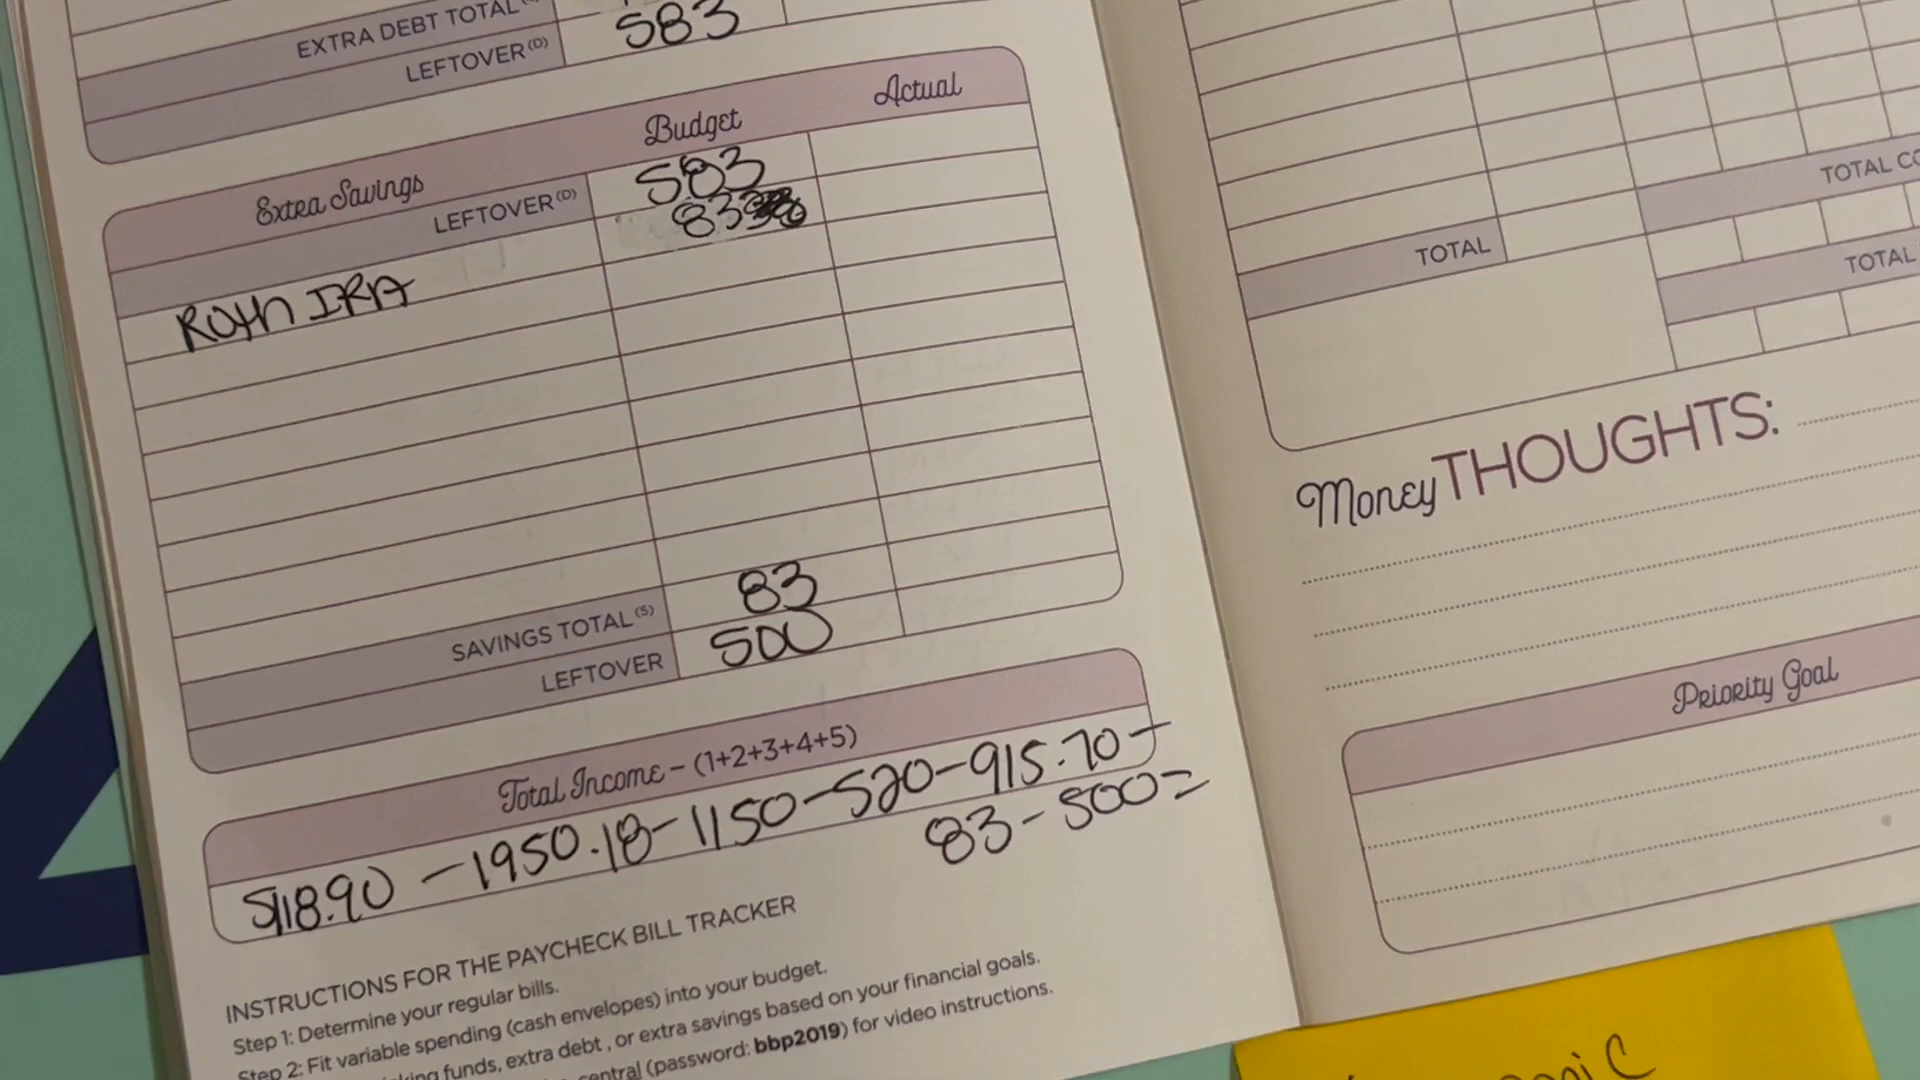 EXTRA DEBT TOTAL
LEFTOVER (D) 583
Extra Savings Budget Actual
LEFTOVER (D) 583
ROTH IRA 83
SAVINGS TOTAL (5) 83
LEFTOVER 500
Total Income - (1+2+3+4+5)
5118.90 - 1950.18 - 1150 - 520 - 915.70 -
83 - 500 =
INSTRUCTIONS FOR THE PAYCHECK BILL TRACKER
Step 1: Determine your regular bills.
Step 2: Fit variable spending (cash envelopes) into your budget.
funds, extra debt , or extra savings based on your financial goals.
central (password: bbp2019) for video instructions.
TOTAL
TOTAL
Money THOUGHTS:
Priority Goal